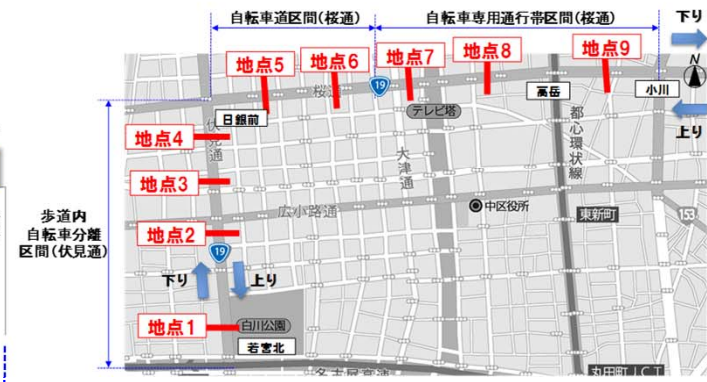 自転車道区間(桜通)
自転車専用通行帯区間(桜通)
下り
地点5
地点6
地点7
地点8
地点9
N
桜通
19
日銀前
テレビ塔
高岳
小川
上り
伏見通
地点4
大津通
都心環状線
地点3
歩道内
自転車分離
区間(伏見通)
広小路通
中区役所
東新町
153
地点2
19
下り
上り
地点1
白川公園
若宮北
名古屋高速
丸田町JCT